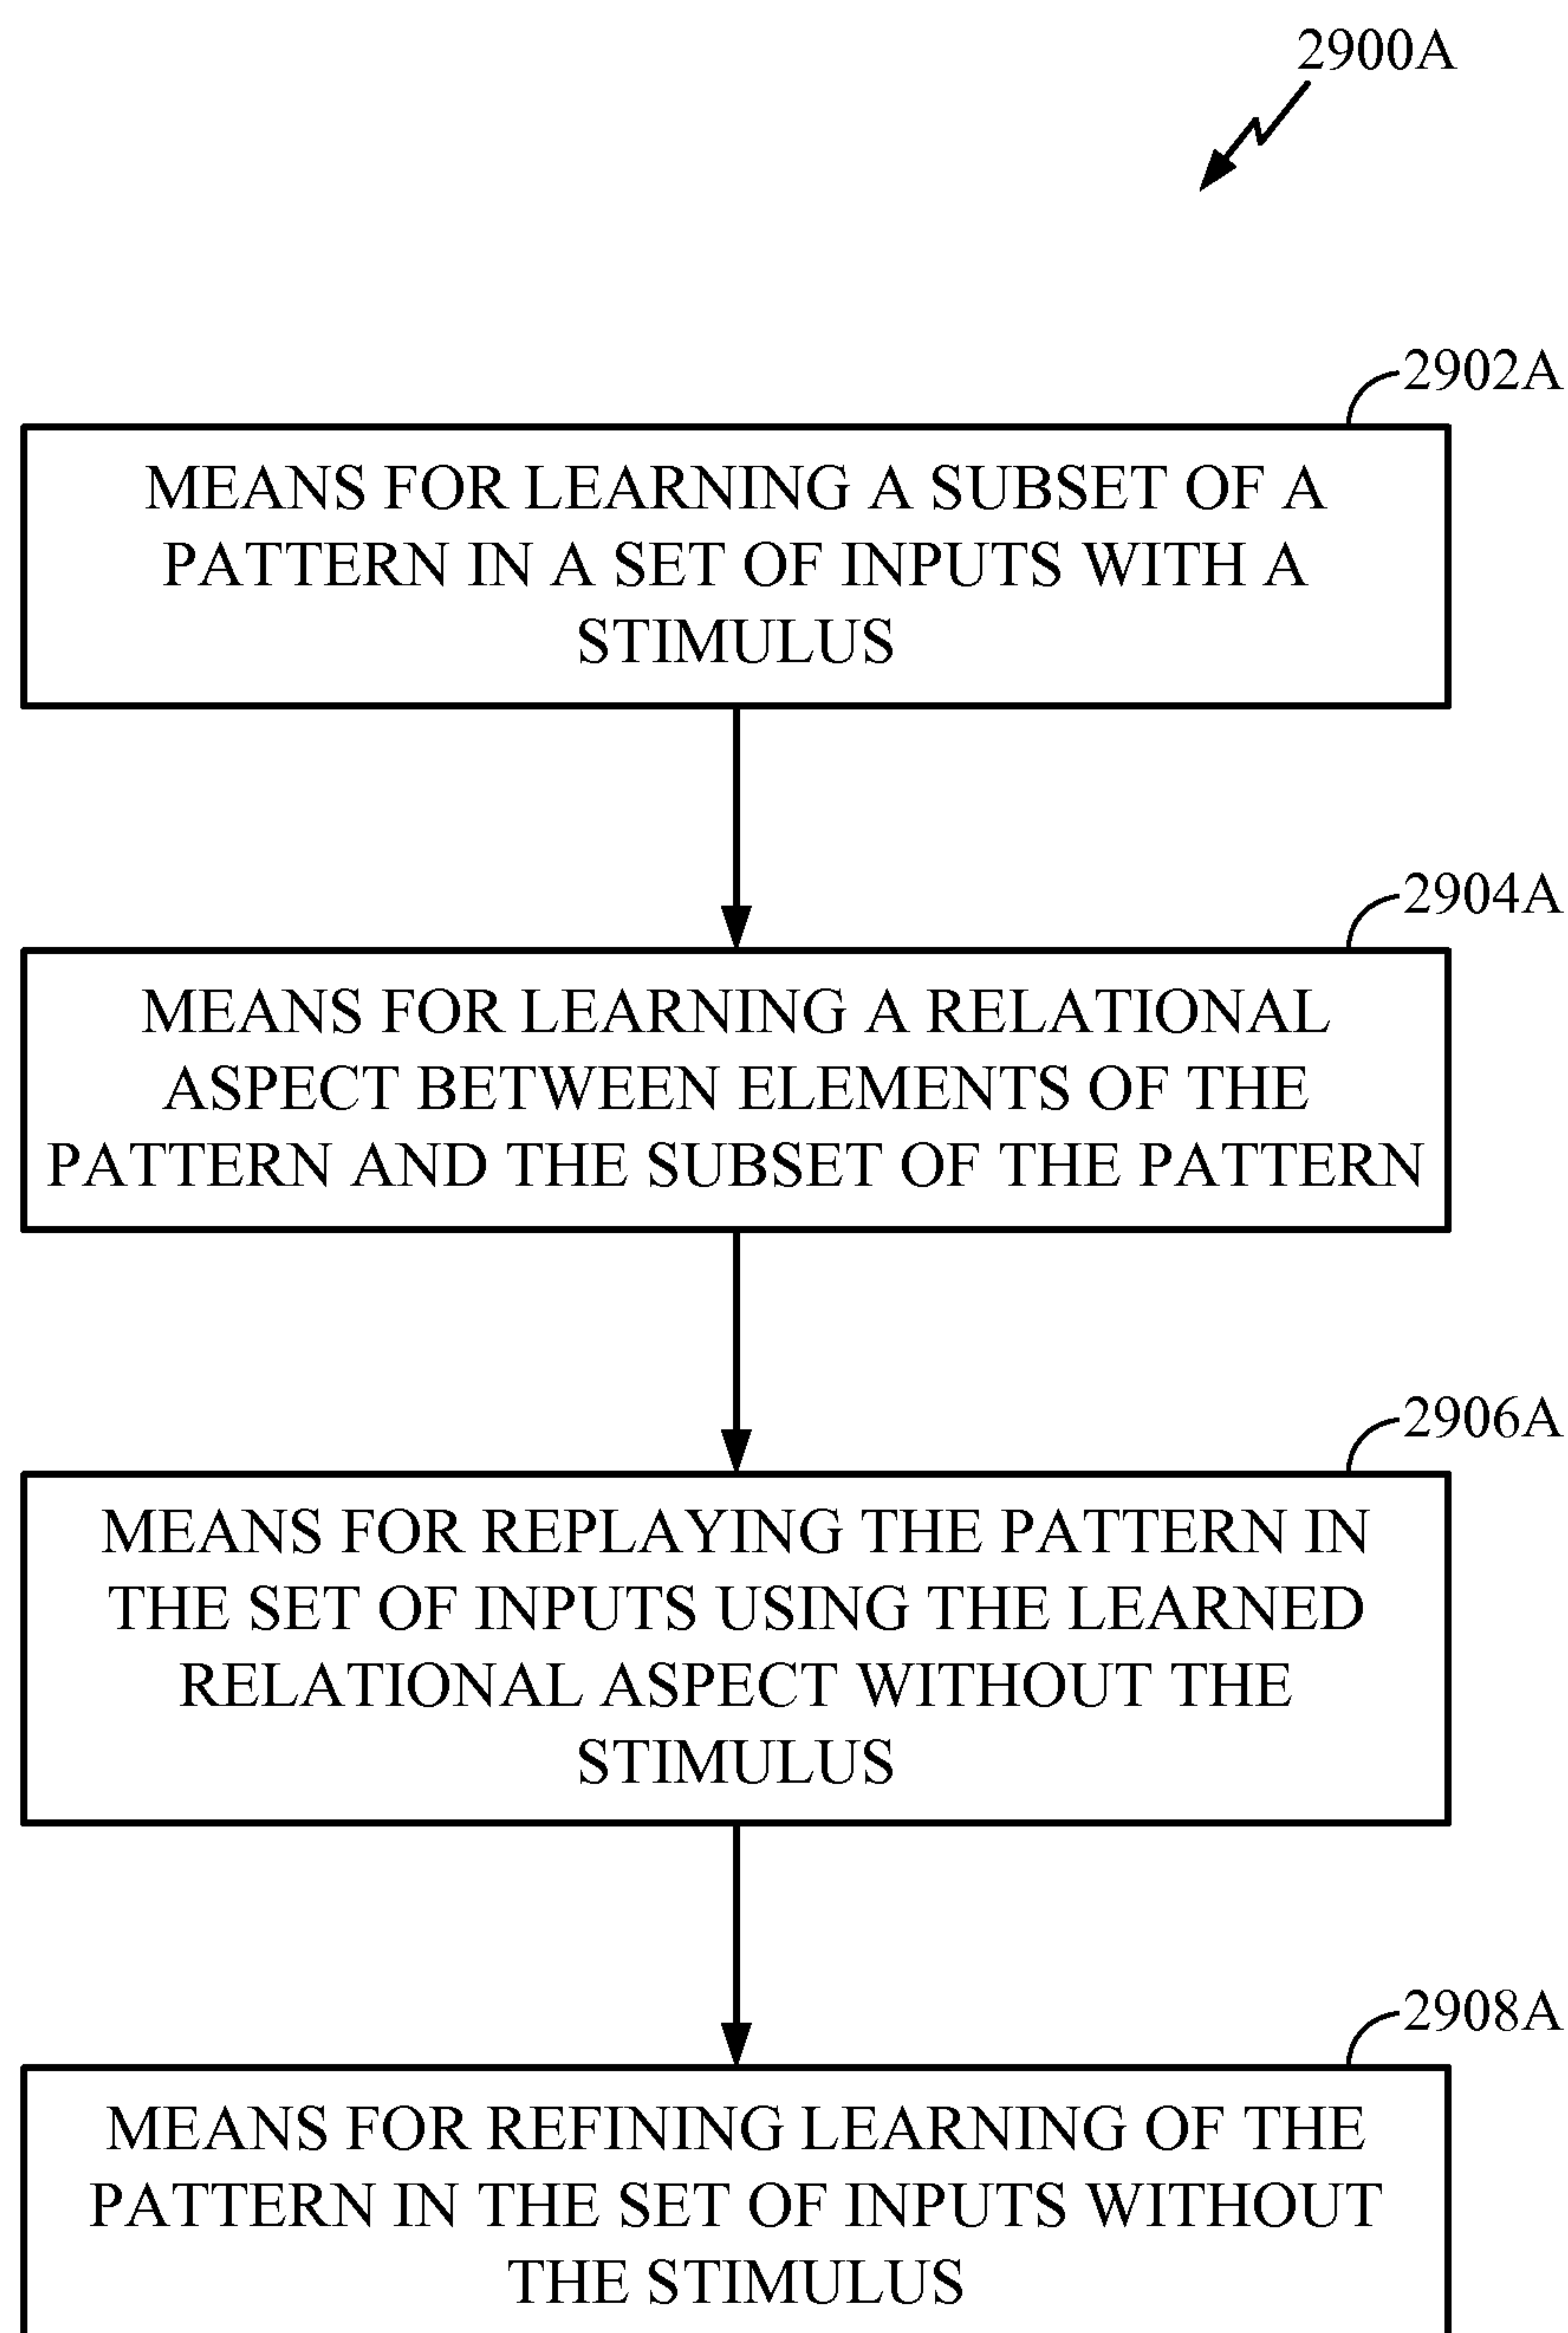 2900A
2902A
MEANS FOR LEARNING A SUBSET OF A
PATTERN IN A SET OF INPUTS WITH A
STIMULUS
2904A
MEANS FOR LEARNING A RELATIONAL
ASPECT BETWEEN ELEMENTS OF THE
PATTERN AND THE SUBSET OF THE PATTERN
2906A
MEANS FOR REPLAYING THE PATTERN IN
THE SET OF INPUTS USING THE LEARNED
RELATIONAL ASPECT WITHOUT THE
STIMULUS
2908A
MEANS FOR REFINING LEARNING OF THE
PATTERN IN THE SET OF INPUTS WITHOUT
THE STIMULUS